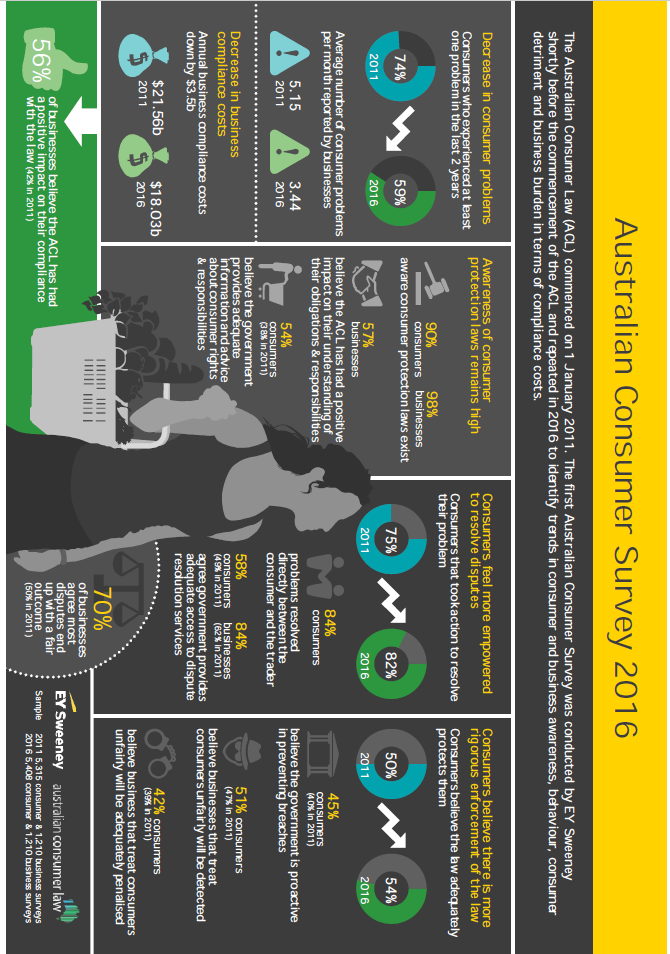 Australian Consumer Survey 2016
The Australian Consumer Law (ACL) commenced on 1 January 2011. The first Australian Consumer Survey was conducted by EY Sweeney
shortly before the commencement of the ACL and repeated in 2016 to identify trends in consumer and business awareness, behaviour, consumer
detriment and business burden in terms of compliance costs.
Decrease in consumer problems
Consumers who experienced at least
one problem in the last 2 years
74%
2011
59%
2016
Average number of consumer problems
per month reported by businesses
5.15
2011
3.44
2016
Decrease in business
compliance costs
Annual business compliance costs
down by $3.5b
$21.56b
2011
$18.03b
2016
56%
of businesses believe the ACL has had
a positive impact on their compliance
with the law (42% in 2011)
Awareness of consumer
protection laws remains high
90%
consumers
98%
businesses
aware consumer protection laws exist
57%
businesses
believe the ACL has had a positive
impact on their understanding of
their obligations & responsibilities
54%
consumers
(38% in 2011)
believe the government
provides adequate
information and advice
about consumer rights
& responsibilities
Consumers feel more empowered
to resolve disputes
Consumers that took action to resolve
their problem
75%
2011
82%
2016
84%
consumers
problems resolved
directly between the
consumer and the trader
58%
consumers
(49% in 2011)
84%
businesses
(62% in 2011)
agree government provides
adequate access to dispute
resolution services
70%
of businesses
agree most
disputes end
up with a fair
outcome
(60% in 2011)
Consumers believe there is more
rigorous enforcement of the law
Consumers believe the law adequately
protects them
50%
2011
54%
2016
45%
consumers
(40% in 2011)
believe the government is proactive
in preventing breaches
51% consumers
(47% in 2011)
believe businesses that treat
consumers unfairly will be detected
42% consumers
(39% in 2011)
believe business that treat consumers
unfairly will be adequately penalised
EY Sweeney
australian consumer law
Sample
2011 5,315 consumer & 1,210 business surveys
2016 5,408 consumer & 1,210 business surveys